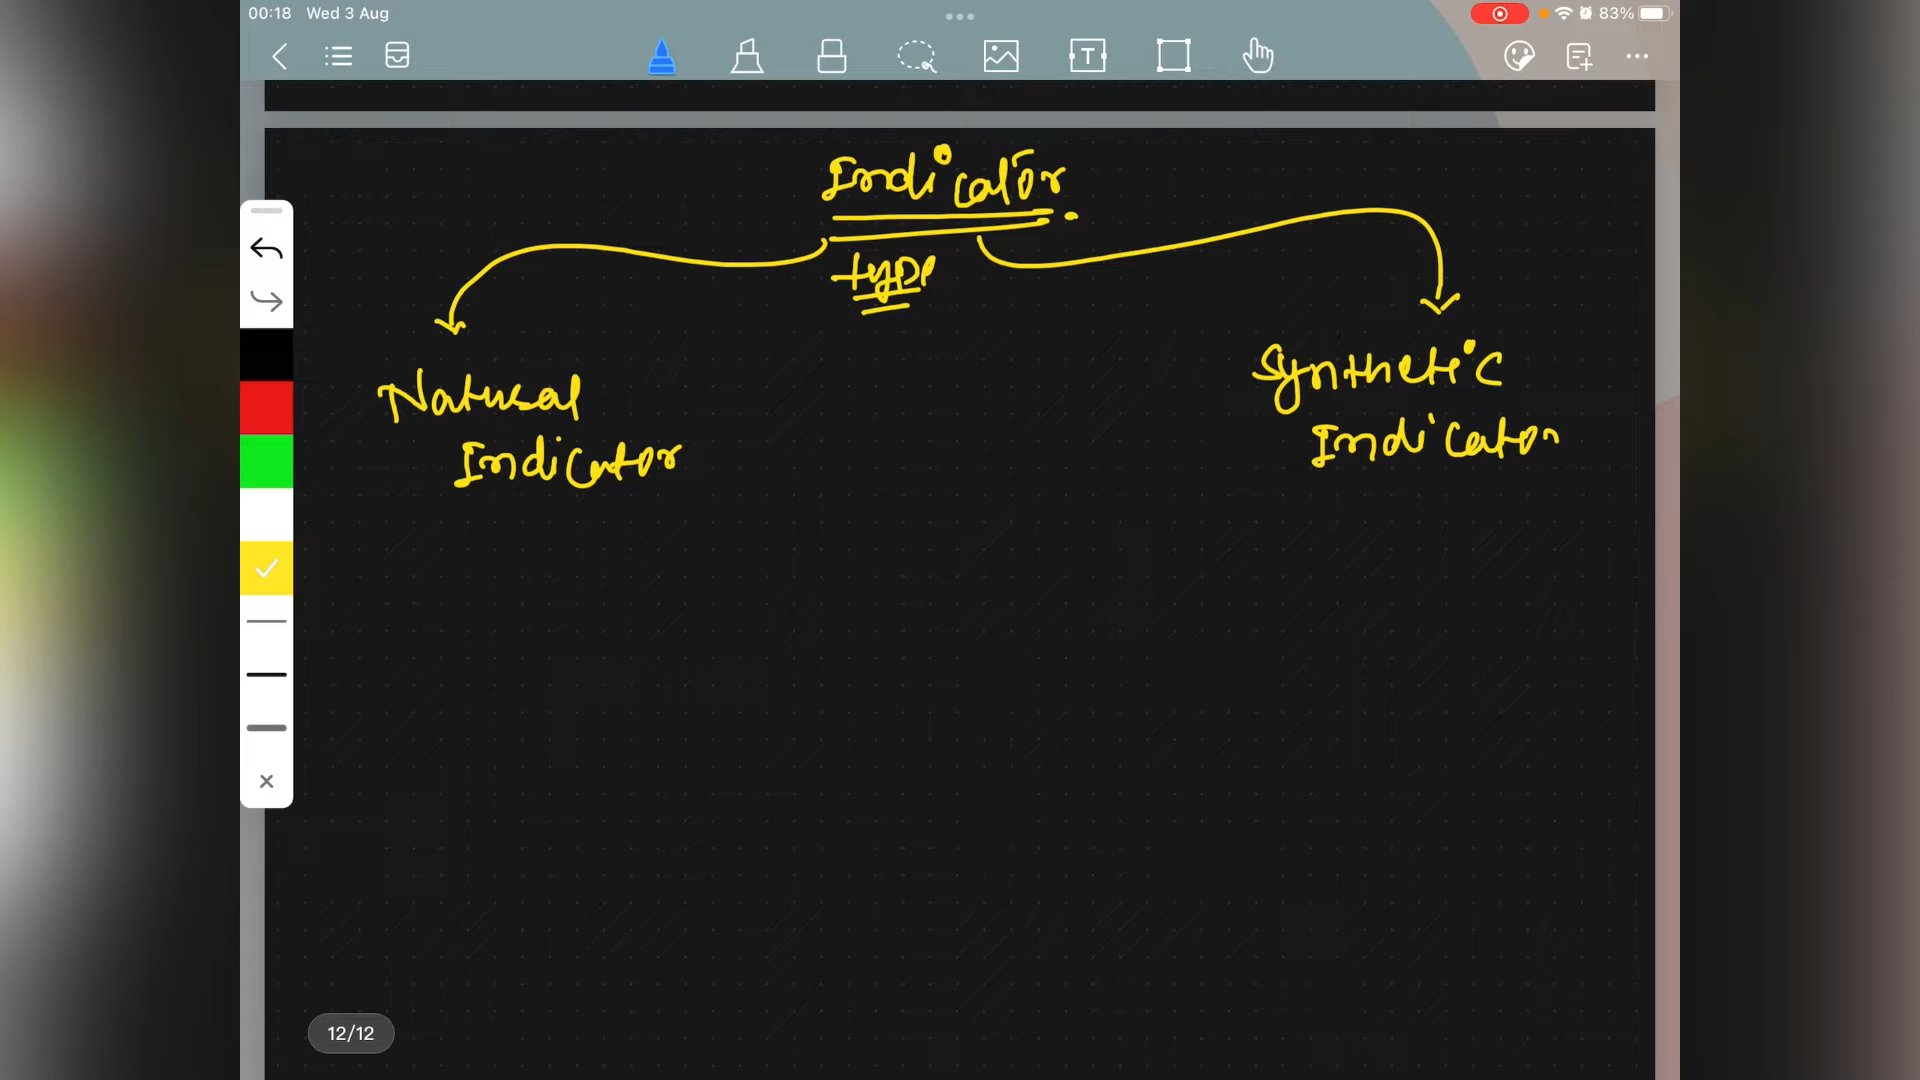 00:18 Wed 3 Aug
83%
T
Indicator.
type
Natural
Indicator
Synthetic
Indicator
12/12